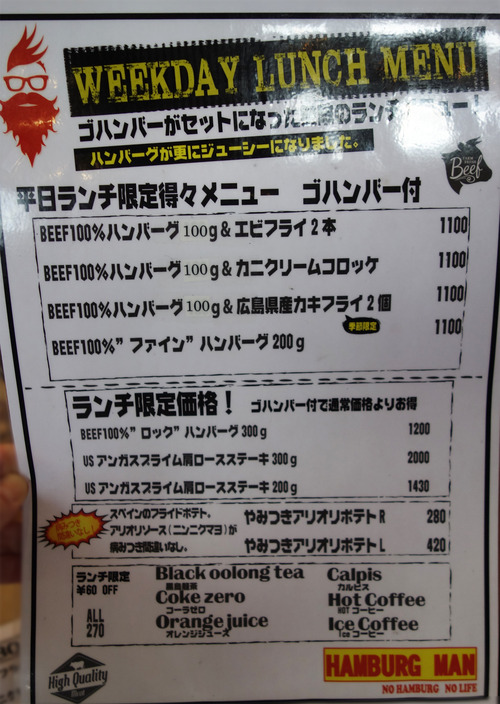 WEEKDAY LUNCH MENU
ゴハンバーがセットになった のランチ
ハンバーグが更にジューシーになりました。
Beef
平日ランチ限定得々メニュー ゴハンバー付
BEEF100%ハンバーグ100g&エビフライ2本 1100
BEEF100%ハンバーグ100g&カニクリームコロッケ 1100
BEEF100%ハンバーグ100g&広島県産カキフライ2個 1100
季節限定
BEEF100%”ファイン”ハンバーグ200g 1100
ランチ限定価格! ゴハンバー付で通常価格よりお得
BEEF100%”ロック”ハンバーグ300g 1200
US アンガスプライム肩ロースステーキ300g 2000
US アンガスプライム肩ロースステーキ200g 1430
病みつき間違いなし!
スペインのフライドポテト。
アリオリソース(ニンニクマヨ)が
病みつき間違いなし。
やみつきアリオリポテトR 280
やみつきアリオリポテトL 420
ランチ限定
¥60 OFF
ALL
270
Black oolong tea
黒烏龍茶
Coke zero
コーラゼロ
Orange juice
オレンジジュース
Calpis
カルピス
Hot Coffee
HOT コーヒー
Ice Coffee
Ice コーヒー
High Quality
HAMBURG MAN
NO HAMBURG NO LIFE